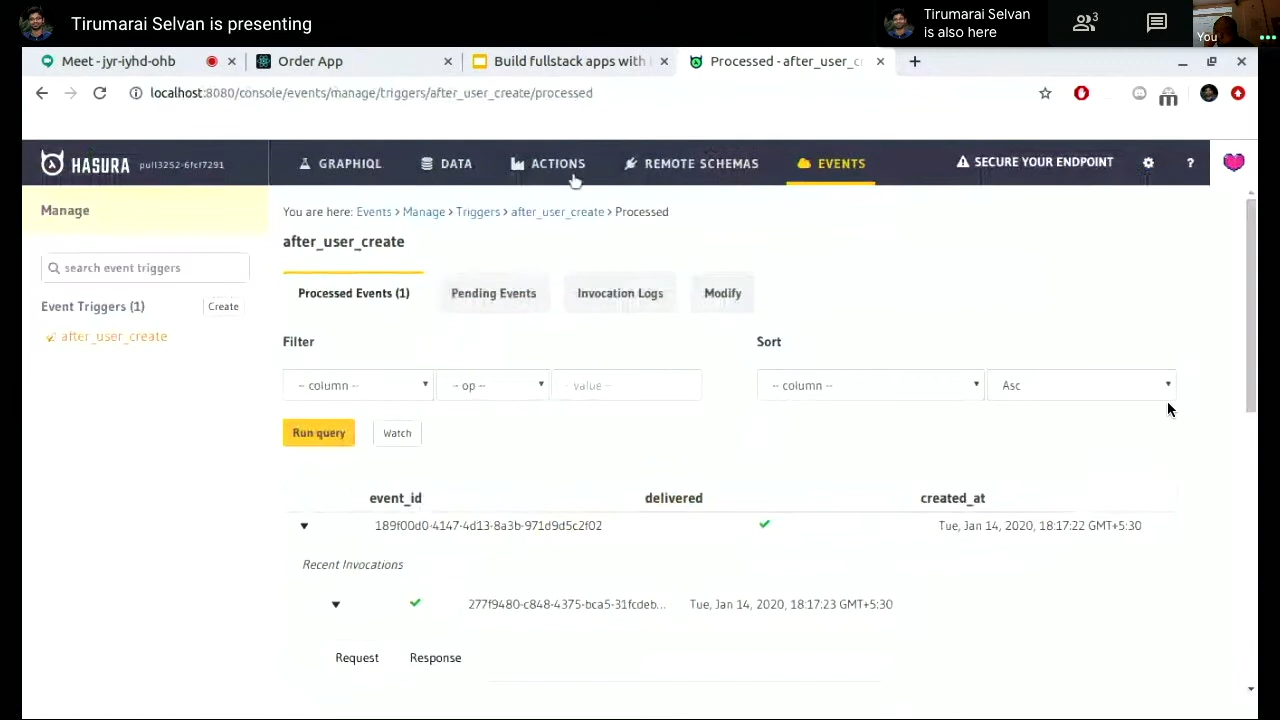 Tirumarai Selvan is presenting
Tirumarai Selvan
is also here
3
You
Meet - jyr-iyhd-ohb
Order App
Build fullstack apps with
Processed - after_user_c
localhost:8080/console/events/manage/triggers/after_user_create/processed
HASURA pull3252-6fcf7291
GRAPHIQL
DATA
ACTIONS
REMOTE SCHEMAS
EVENTS
SECURE YOUR ENDPOINT
?
Manage
You are here: Events > Manage > Triggers > after_user_create > Processed
after_user_create
search event triggers
Event Triggers (1)
Create
after_user_create
Processed Events (1)
Pending Events
Invocation Logs
Modify
Filter
Sort
-- column --
-- op --
-- value --
-- column --
Asc
Run query
Watch
event_id
delivered
created_at
189f00d0-4147-4d13-8a3b-971d9d5c2f02
Tue, Jan 14, 2020, 18:17:22 GMT+5:30
Recent Invocations
277f9480-c848-4375-bca5-31fcdeb...
Tue, Jan 14, 2020, 18:17:23 GMT+5:30
Request
Response